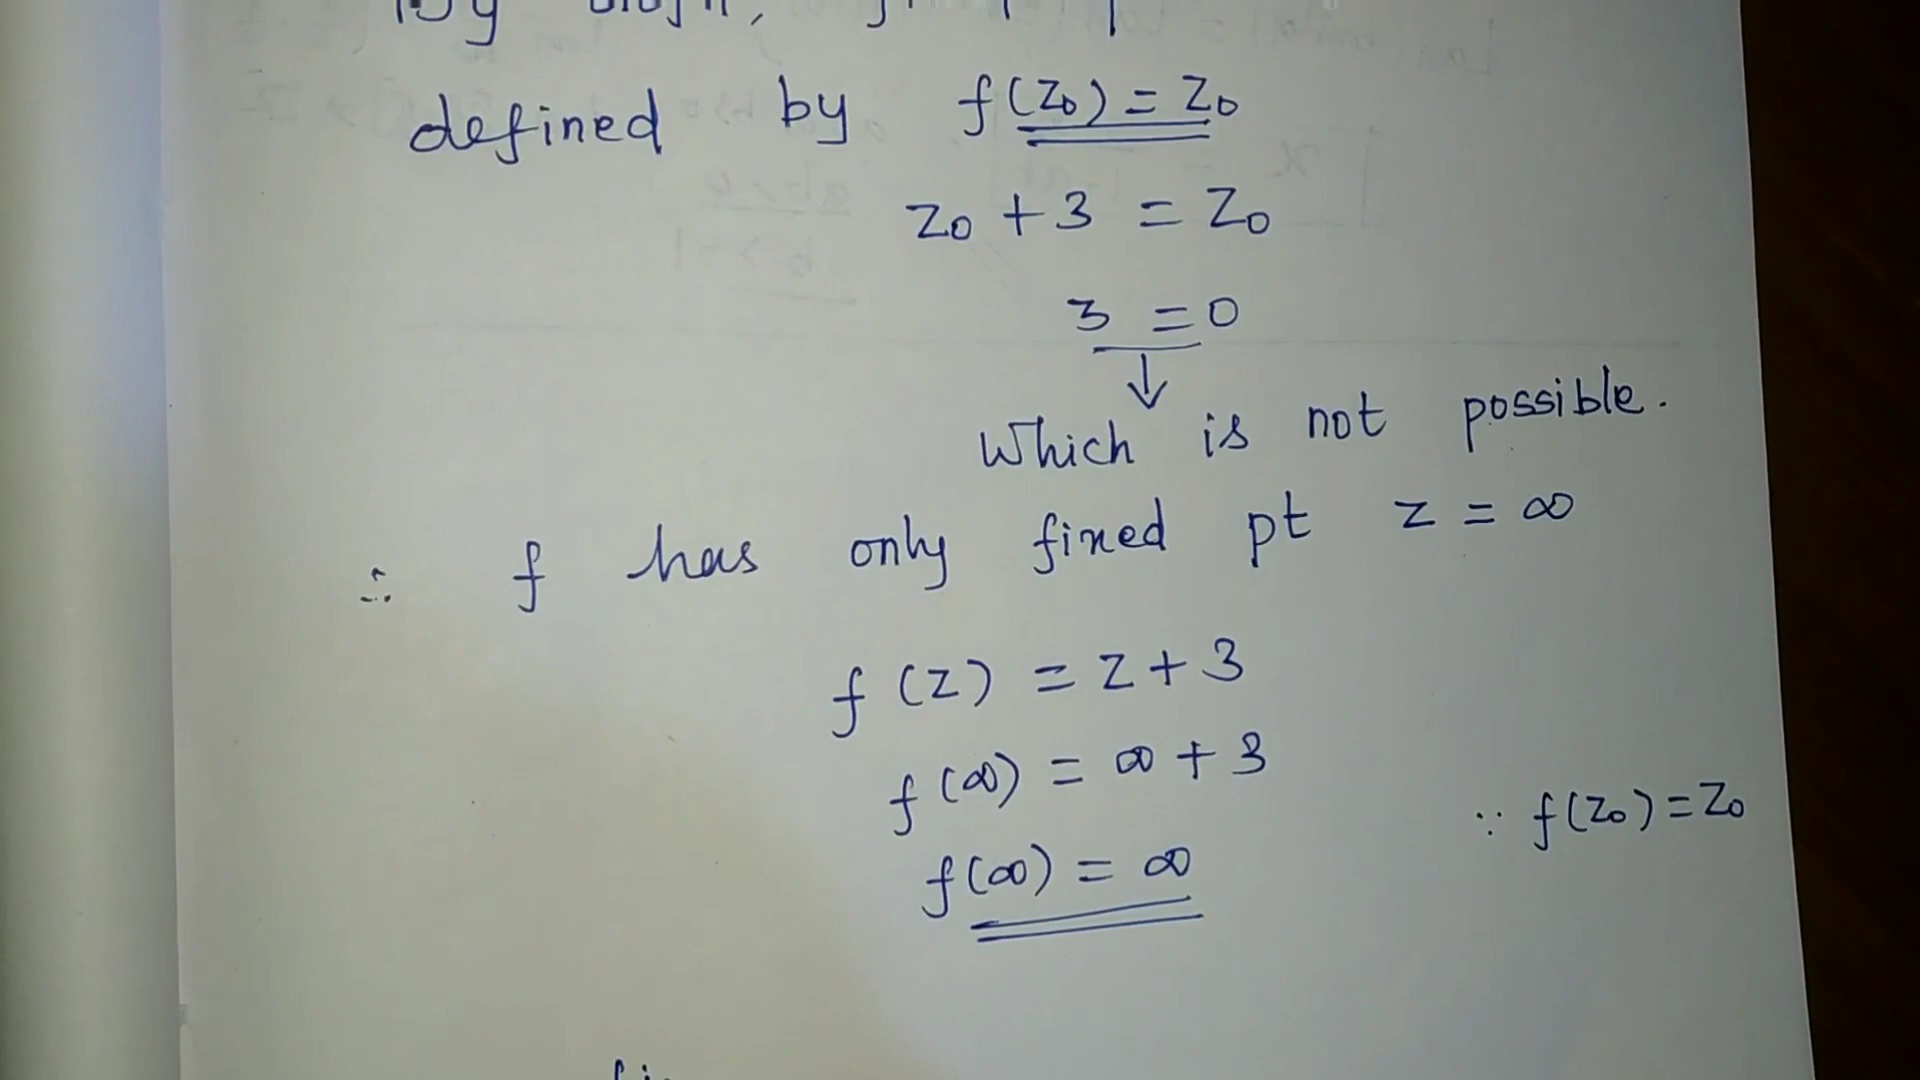 By
defined by f(z₀) = z₀
z₀ + 3 = z₀
3 = 0
↓
Which is not possible.
∴ f has only fixed pt z = ∞
f(z) = z + 3
f(∞) = ∞ + 3
∵ f(z₀) = z₀
f(∞) = ∞